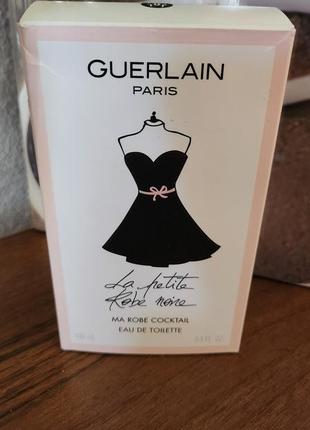 GUERLAIN
PARIS
La petite
Robe noire
MA ROBE COCKTAIL
EAU DE TOILETTE